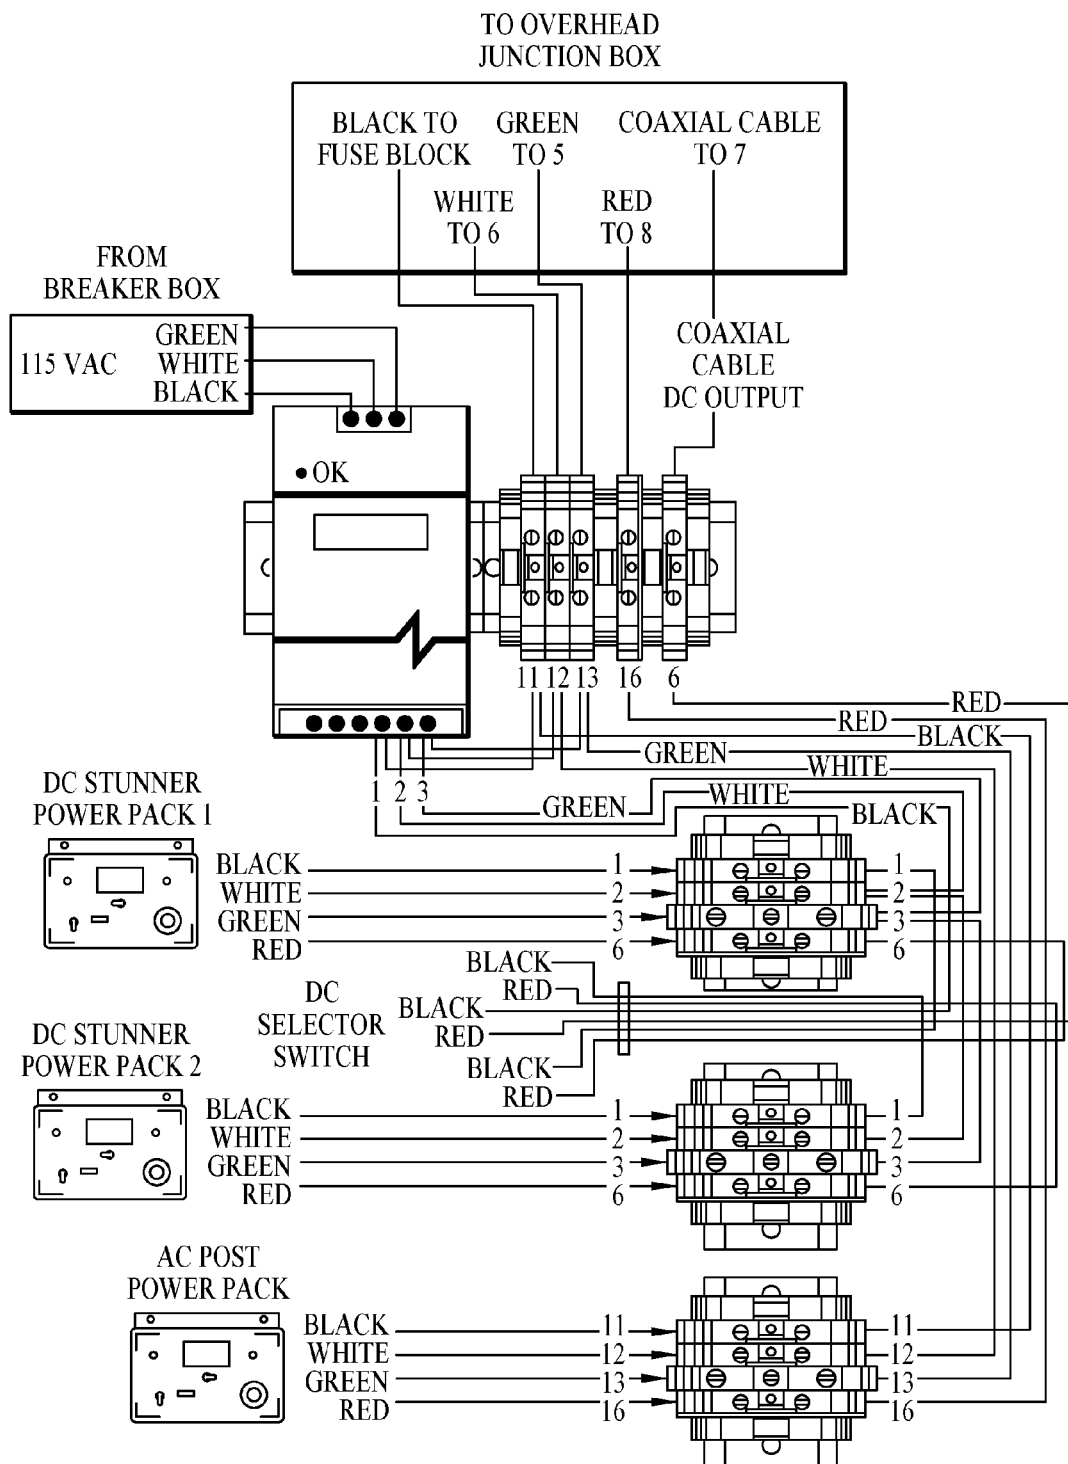 TO OVERHEAD
JUNCTION BOX
BLACK TO
FUSE BLOCK
GREEN
TO 5
COAXIAL CABLE
TO 7
WHITE
TO 6
RED
TO 8
FROM
BREAKER BOX
115 VAC
GREEN
WHITE
BLACK
COAXIAL
CABLE
DC OUTPUT
OK
11 12 13 16 6
RED
RED
BLACK
GREEN
WHITE
1 2 3
GREEN
WHITE
BLACK
DC STUNNER
POWER PACK 1
BLACK 1 1
WHITE 2 2
GREEN 3 3
RED 6 6
DC
SELECTOR
SWITCH
BLACK
RED
BLACK
RED
BLACK
RED
DC STUNNER
POWER PACK 2
BLACK 1 1
WHITE 2 2
GREEN 3 3
RED 6 6
AC POST
POWER PACK
BLACK 11 11
WHITE 12 12
GREEN 13 13
RED 16 16